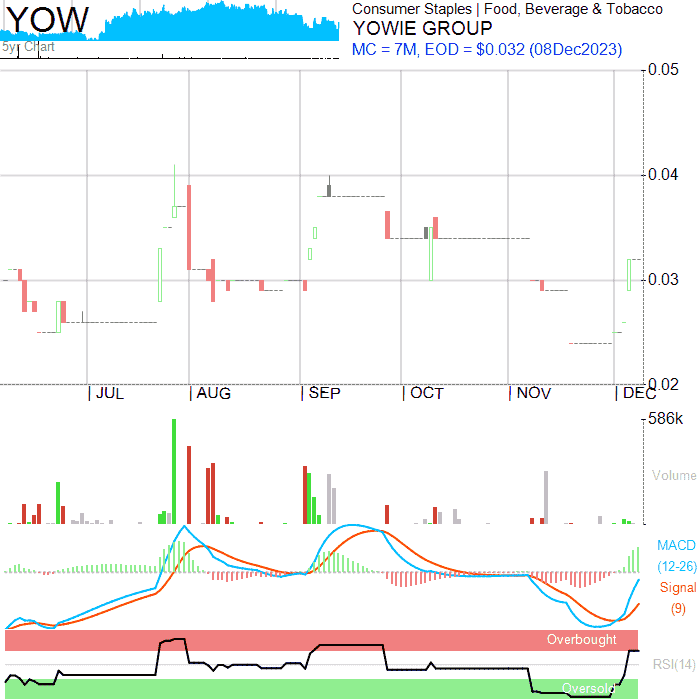 YOW
5yr Chart
Consumer Staples | Food, Beverage & Tobacco
YOWIE GROUP
MC = 7M, EOD = $0.032 (08Dec2023)
0.05
0.04
0.03
0.02
JUL
AUG
SEP
OCT
NOV
DEC
586k
Volume
MACD
(12-26)
Signal
(9)
Overbought
RSI(14)
Oversold